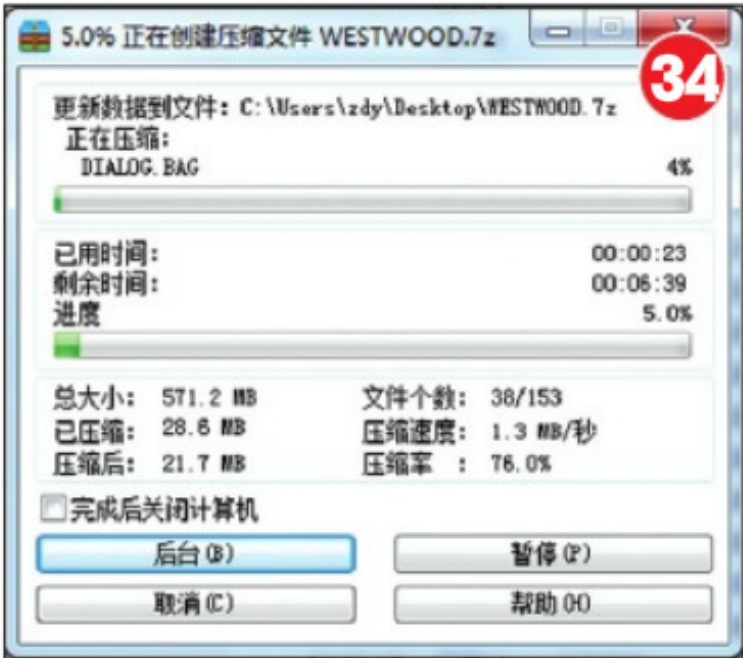 5.0% 正在创建压缩文件 WESTWOOD.7z
34
更新数据到文件：C:\Users\zdy\Desktop\WESTWOOD.7z
正在压缩：
DIALOG.BAG 4%
已用时间： 00:00:23
剩余时间： 00:06:39
进度 5.0%
总大小： 571.2 MB 文件个数： 38/153
已压缩： 28.6 MB 压缩速度： 1.3 MB/秒
压缩后： 21.7 MB 压缩率 ： 76.0%
完成后关闭计算机
后台(B) 暂停(P)
取消(C) 帮助(H)